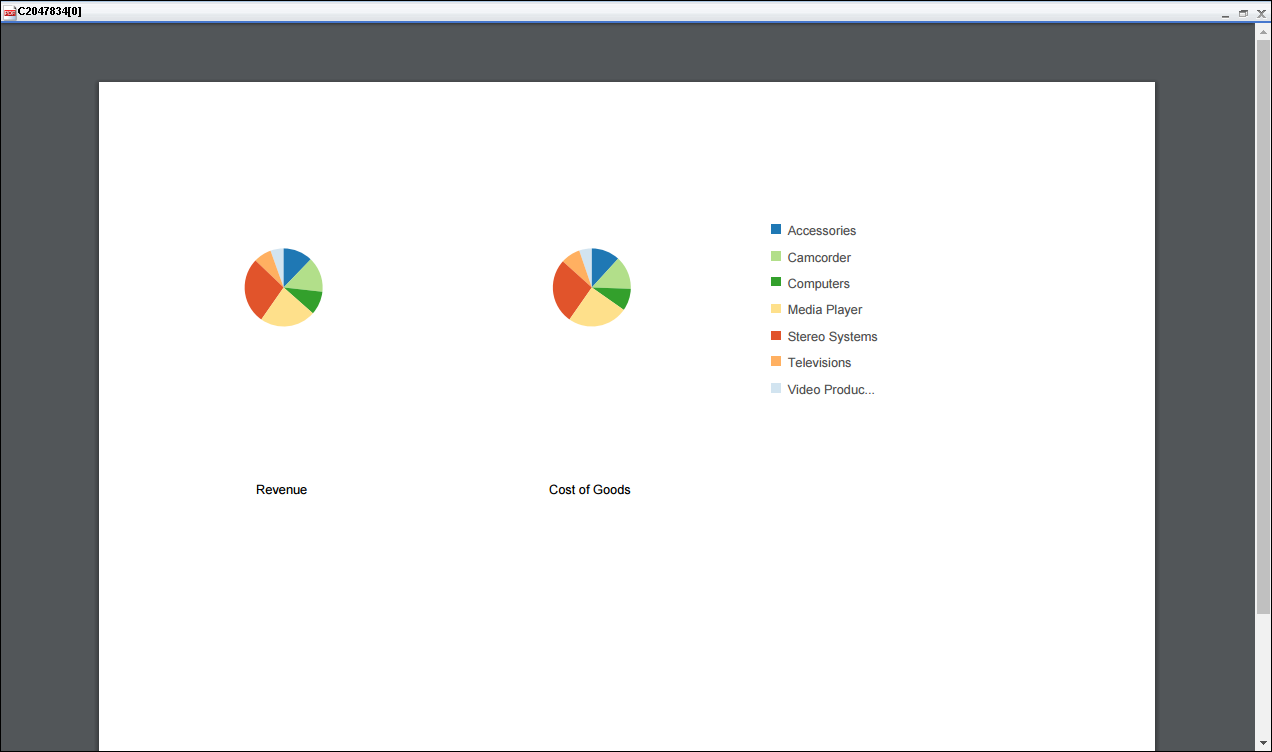 C2047834[0]
Accessories
Camcorder
Computers
Media Player
Stereo Systems
Televisions
Video Produc...
Revenue
Cost of Goods